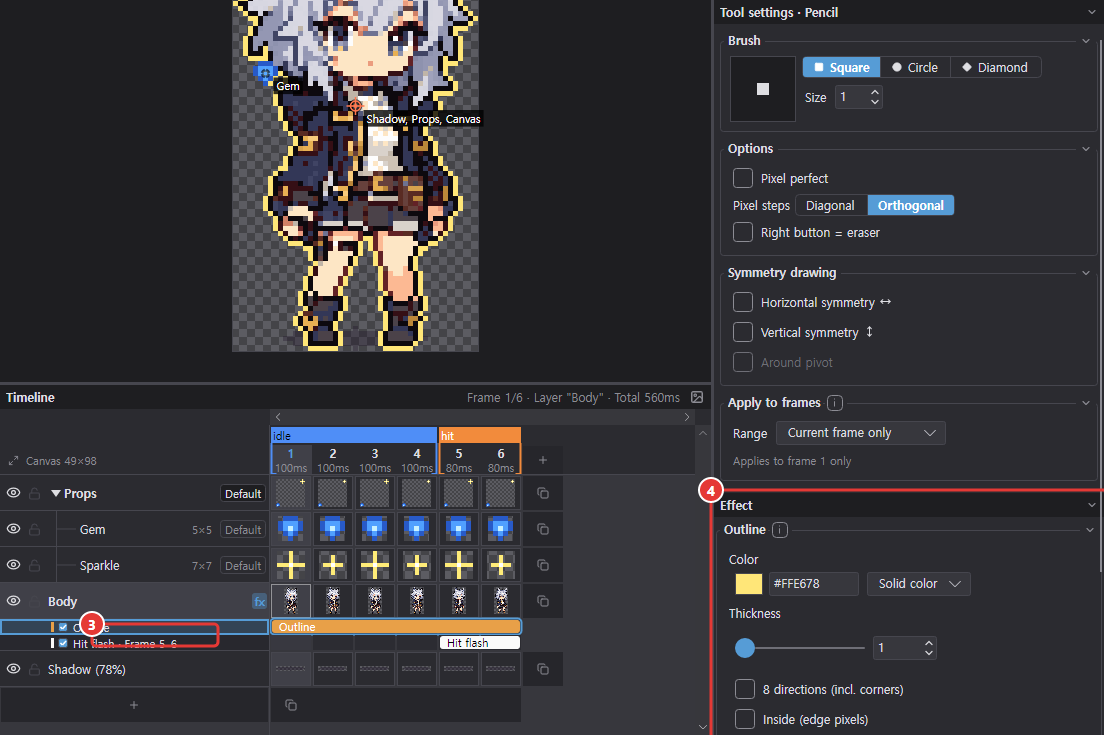 Tool settings · Pencil
Brush
Square
Circle
Diamond
Size
1
Options
Pixel perfect
Pixel steps
Diagonal
Orthogonal
Right button = eraser
Symmetry drawing
Horizontal symmetry ↔
Vertical symmetry ↕
Around pivot
Apply to frames
Range
Current frame only
Applies to frame 1 only
4
Effect
Outline
Color
#FFE678
Solid color
Thickness
1
8 directions (incl. corners)
Inside (edge pixels)
Gem
Shadow, Props, Canvas
Timeline
Frame 1/6 · Layer "Body" · Total 560ms
idle
hit
Canvas 49×98
1
2
3
4
5
6
+
100ms
100ms
100ms
100ms
80ms
80ms
Props
Default
Gem
5×5
Default
Sparkle
7×7
Default
Body
fx
3
Outline
Hit flash · Frame 5-6
Hit flash
Shadow (78%)
+